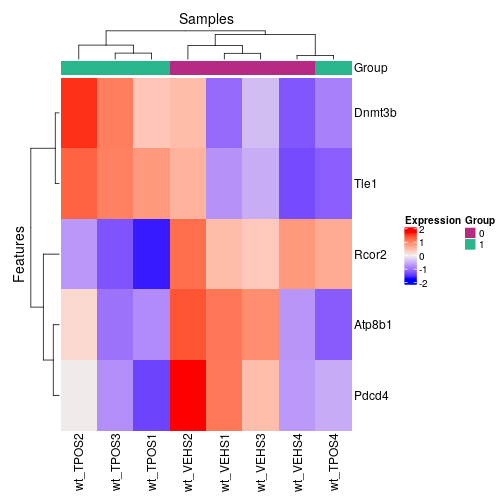 Samples
Group
Dnmt3b
Tle1
Rcor2
Atp8b1
Pdcd4
Features
wt_TPOS2
wt_TPOS3
wt_TPOS1
wt_VEHS2
wt_VEHS1
wt_VEHS3
wt_VEHS4
wt_TPOS4
Expression
2
1
0
-1
-2
Group
0
1